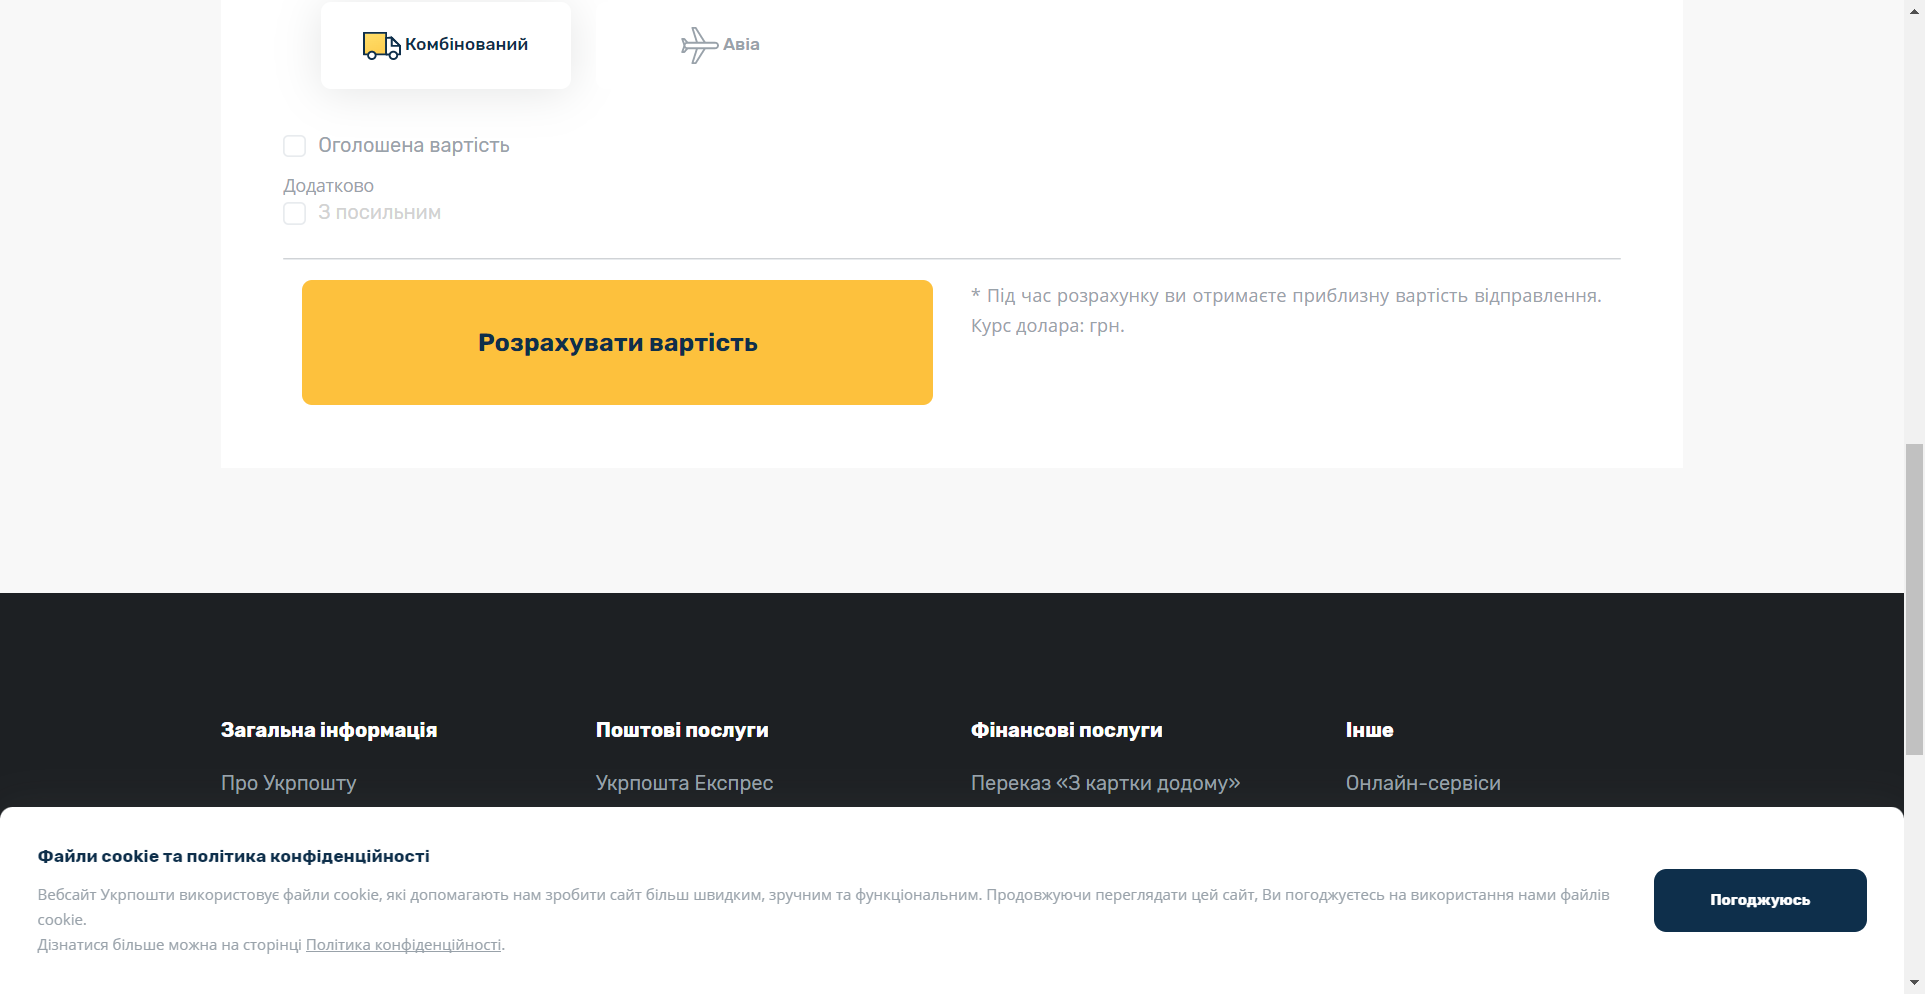 Комбінований
Авіа
Оголошена вартість
Додатково
З посильним
Розрахувати вартість
* Під час розрахунку ви отримаєте приблизну вартість відправлення.
Курс долара: грн.
Загальна інформація
Поштові послуги
Фінансові послуги
Інше
Про Укрпошту
Укрпошта Експрес
Переказ «З картки додому»
Онлайн-сервіси
Файли cookie та політика конфіденційності
Вебсайт Укрпошти використовує файли cookie, які допомагають нам зробити сайт більш швидким, зручним та функціональним. Продовжуючи переглядати цей сайт, Ви погоджуєтесь на використання нами файлів
cookie.
Дізнатися більше можна на сторінці Політика конфіденційності.
Погоджуюсь